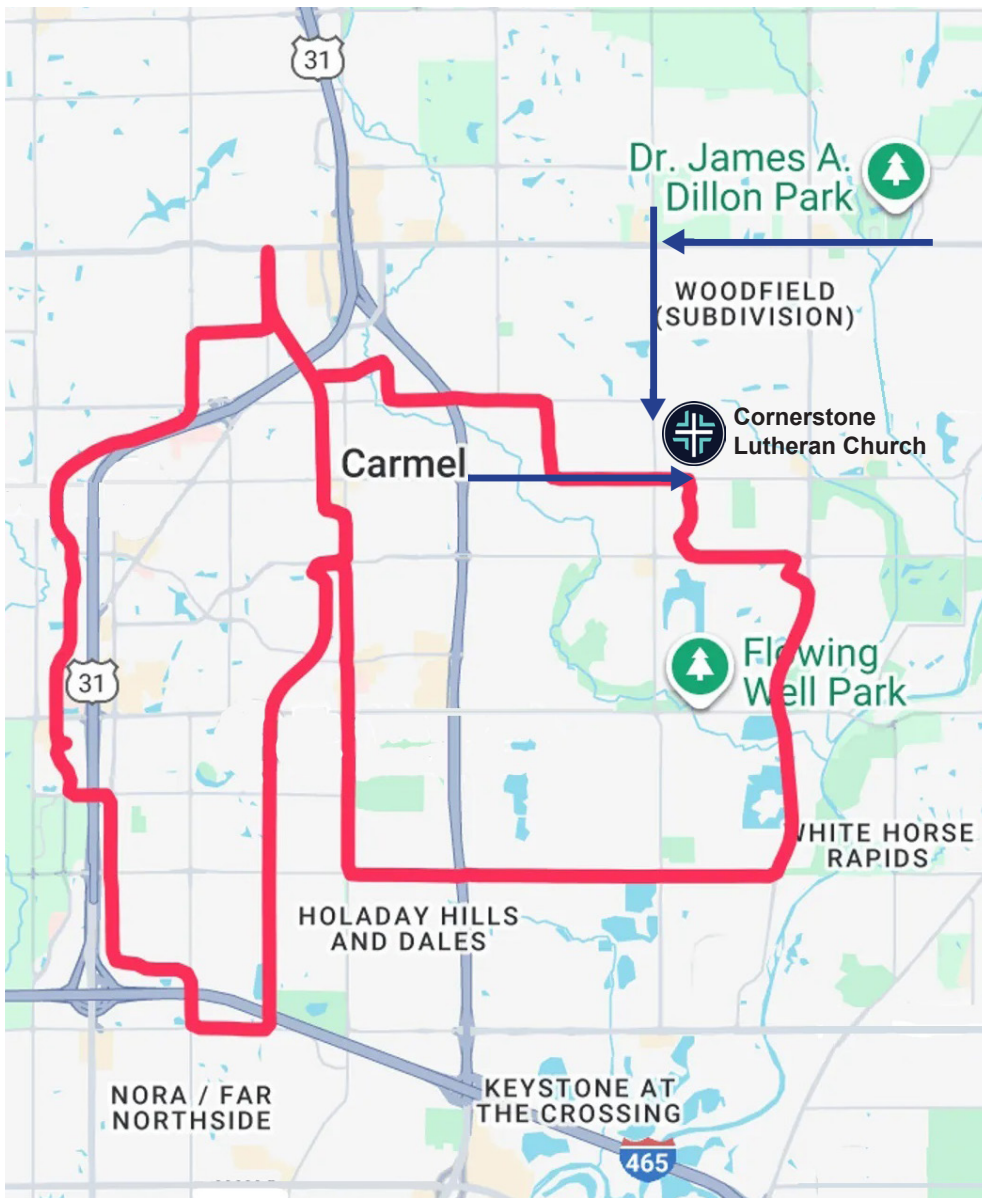 31
Dr. James A.
Dillon Park
WOODFIELD
(SUBDIVISION)
Cornerstone
Lutheran Church
Carmel
31
Flowing
Well Park
WHITE HORSE
RAPIDS
HOLADAY HILLS
AND DALES
NORA / FAR
NORTHSIDE
KEYSTONE AT
THE CROSSING
465